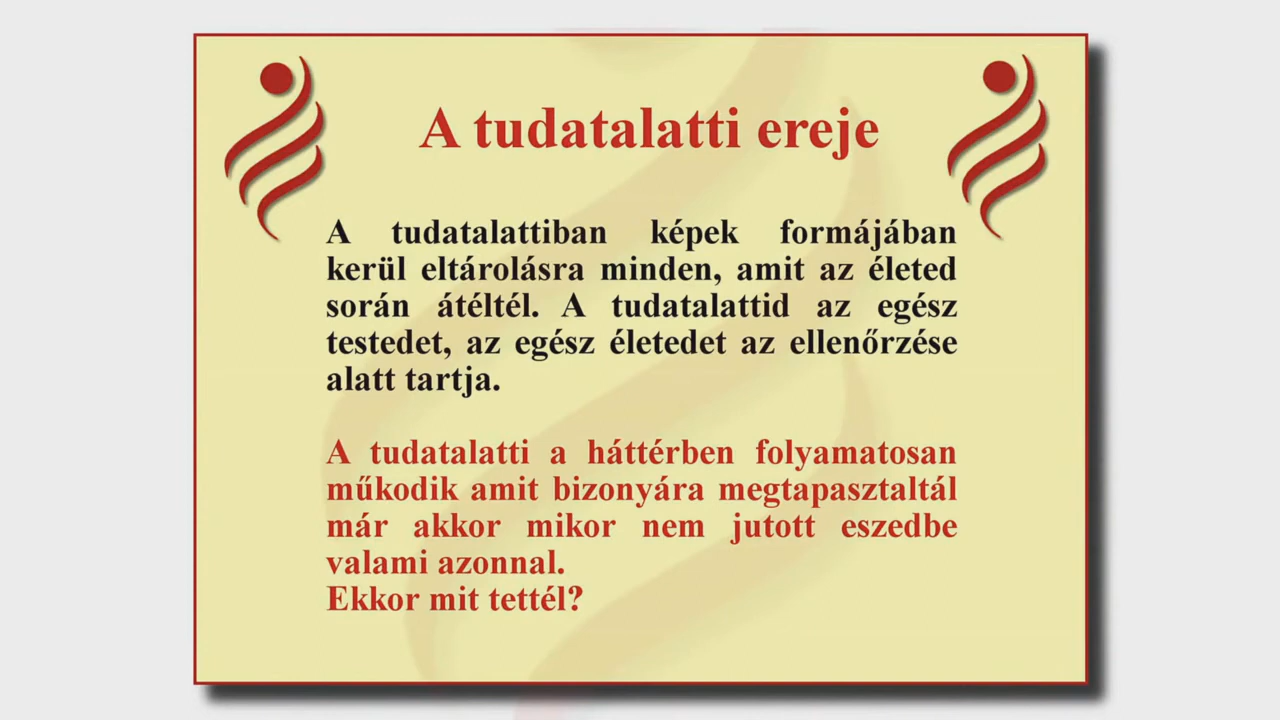 A tudatalatti ereje
A tudatalattiban képek formájában
kerül eltárolásra minden, amit az életed
során átéltél. A tudatalattid az egész
testedet, az egész életedet az ellenőrzése
alatt tartja.
A tudatalatti a háttérben folyamatosan
műkodik amit bizonyára megtapasztaltál
már akkor mikor nem jutott eszedbe
valami azonnal.
Ekkor mit tettél?